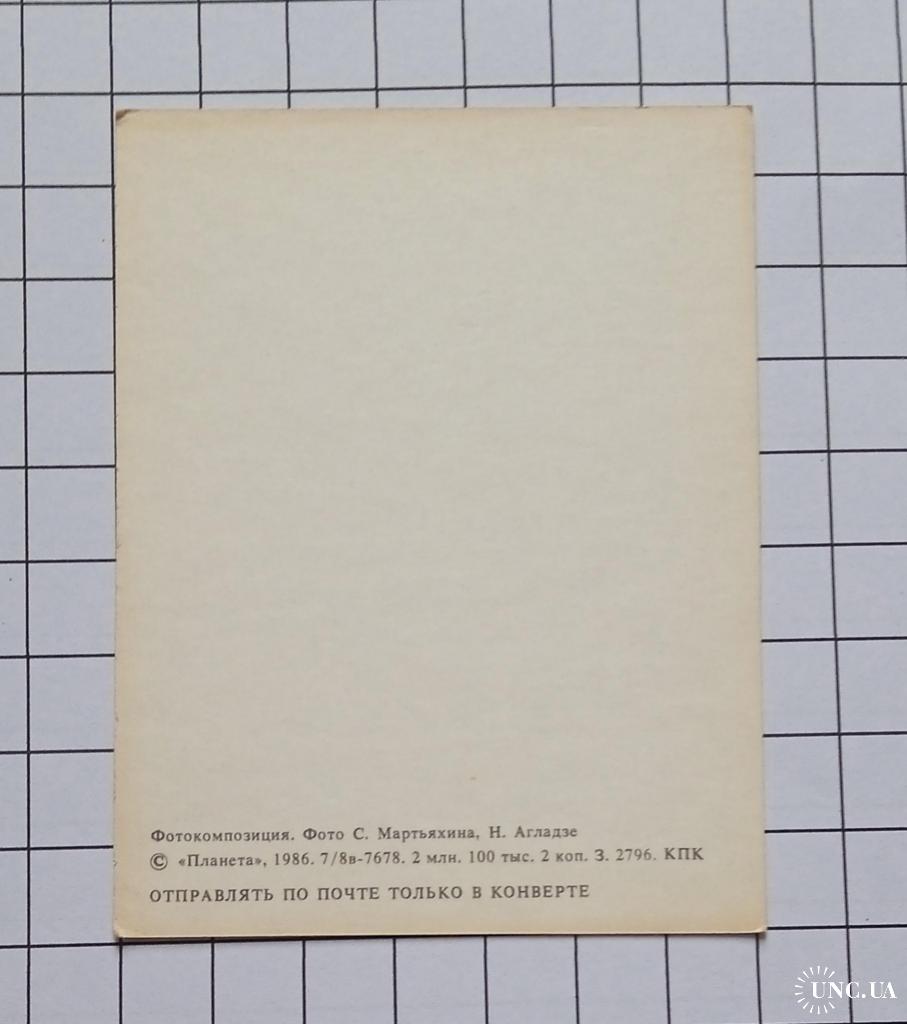 Фотокомпозиция. Фото С. Мартьяхина, Н. Агладзе
© «Планета», 1986. 7/8в-7678. 2 млн. 100 тыс. 2 коп. З. 2796. КПК
ОТПРАВЛЯТЬ ПО ПОЧТЕ ТОЛЬКО В КОНВЕРТЕ
UNC.UA